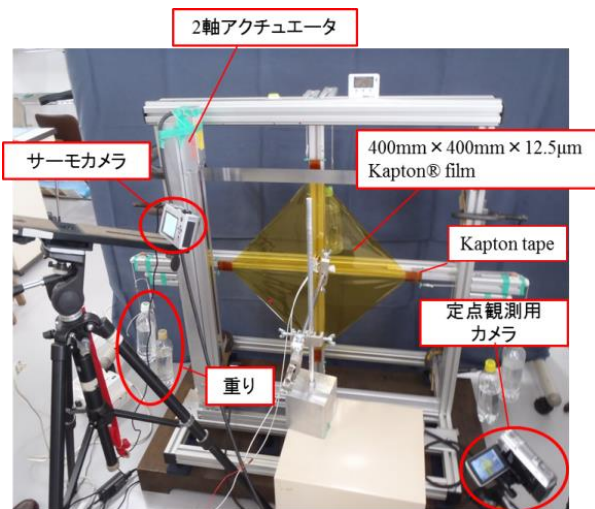 2軸アクチュエータ
サーモカメラ
400mm×400mm×12.5μm
Kapton® film
Kapton tape
定点観測用
カメラ
重り